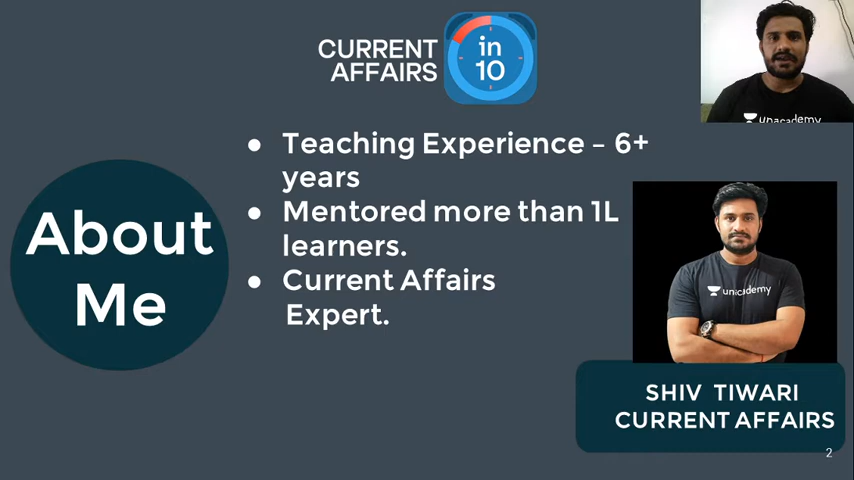 CURRENT
AFFAIRS
in
10
unacademy
About
Me
● Teaching Experience – 6+
years
● Mentored more than 1L
learners.
● Current Affairs
Expert.
unacademy
SHIV TIWARI
CURRENT AFFAIRS
2